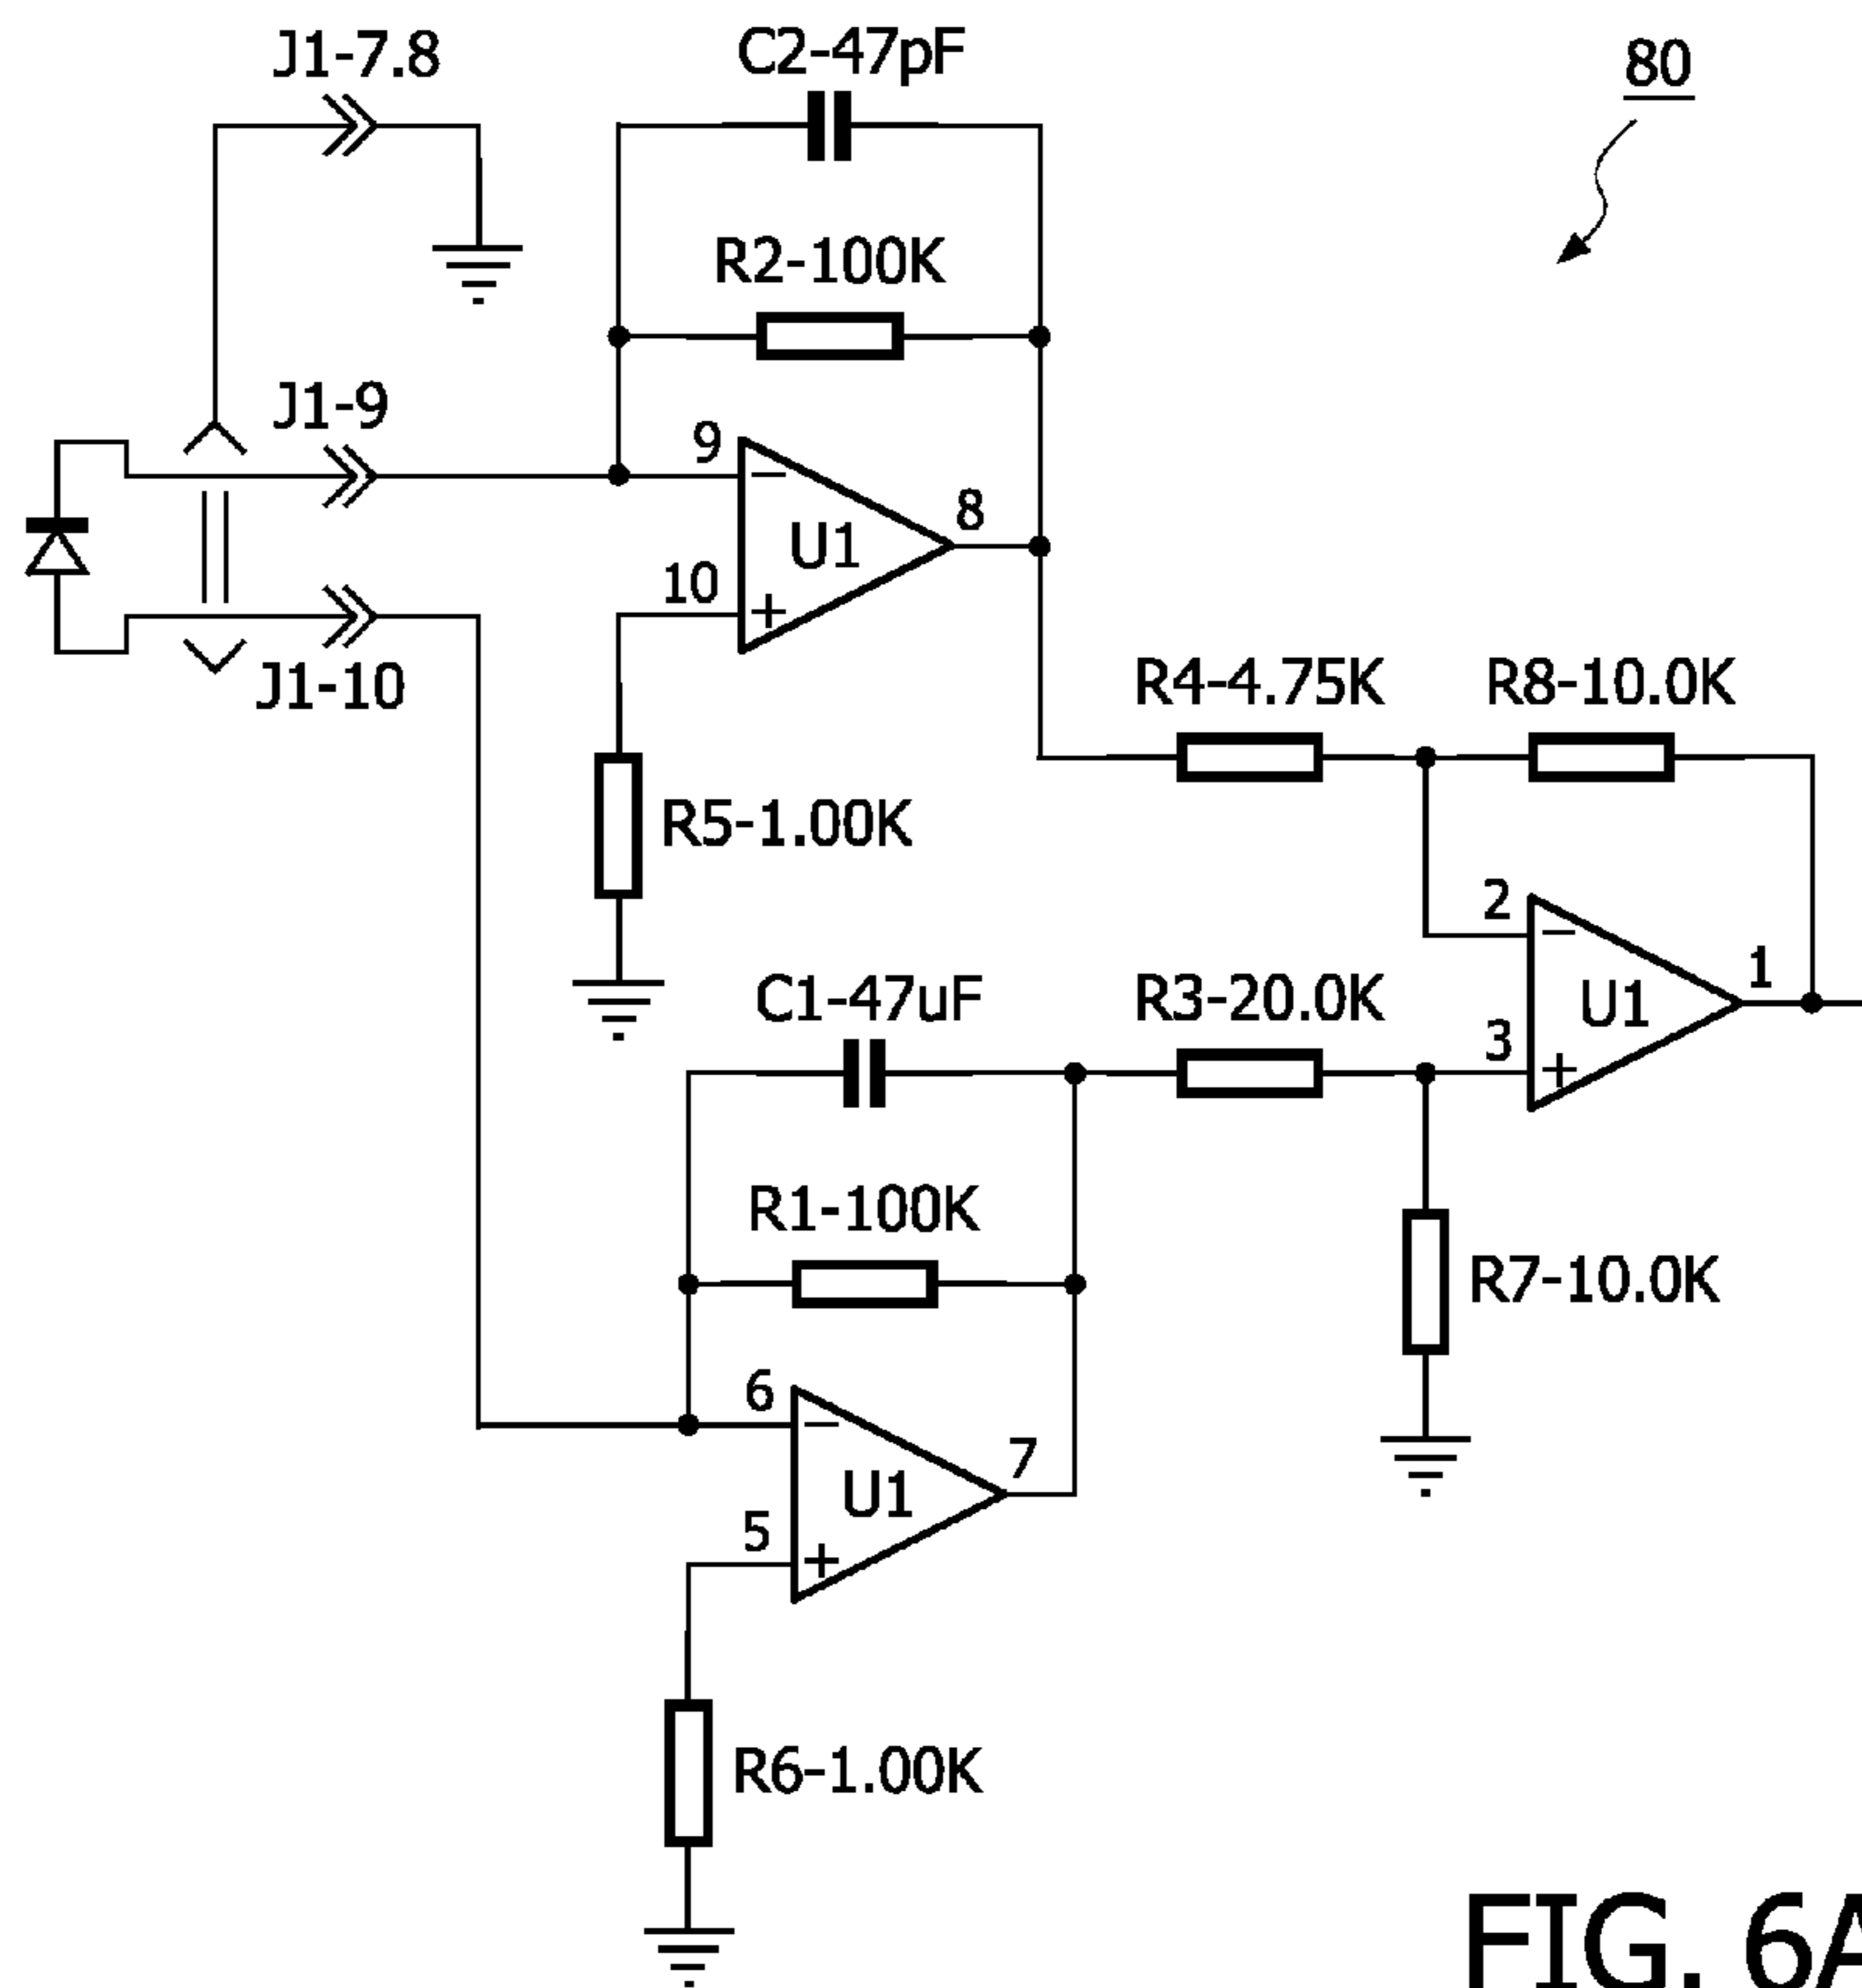 J1-7.8
C2-47pF
80
R2-100K
J1-9
9
-
U1
8
10
+
J1-10
R4-4.75K
R8-10.0K
R5-1.00K
2
-
1
C1-47uF
R3-20.0K
U1
3
+
R1-100K
R7-10.0K
6
-
7
U1
5
+
R6-1.00K
FIG. 6A